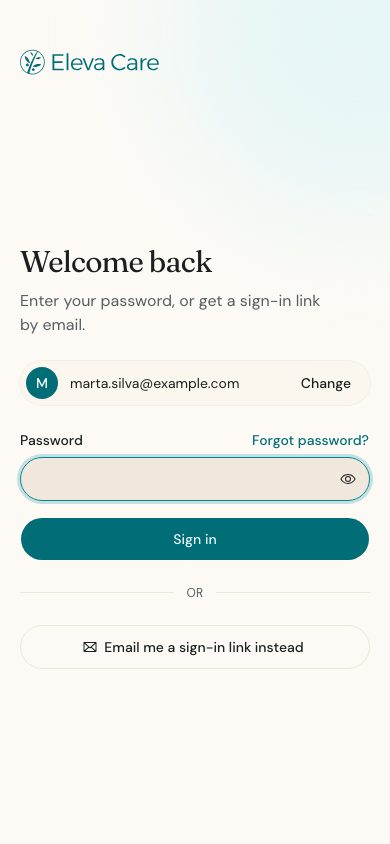 Eleva Care
Welcome back
Enter your password, or get a sign-in link
by email.
M marta.silva@example.com Change
Password Forgot password?
Sign in
OR
Email me a sign-in link instead